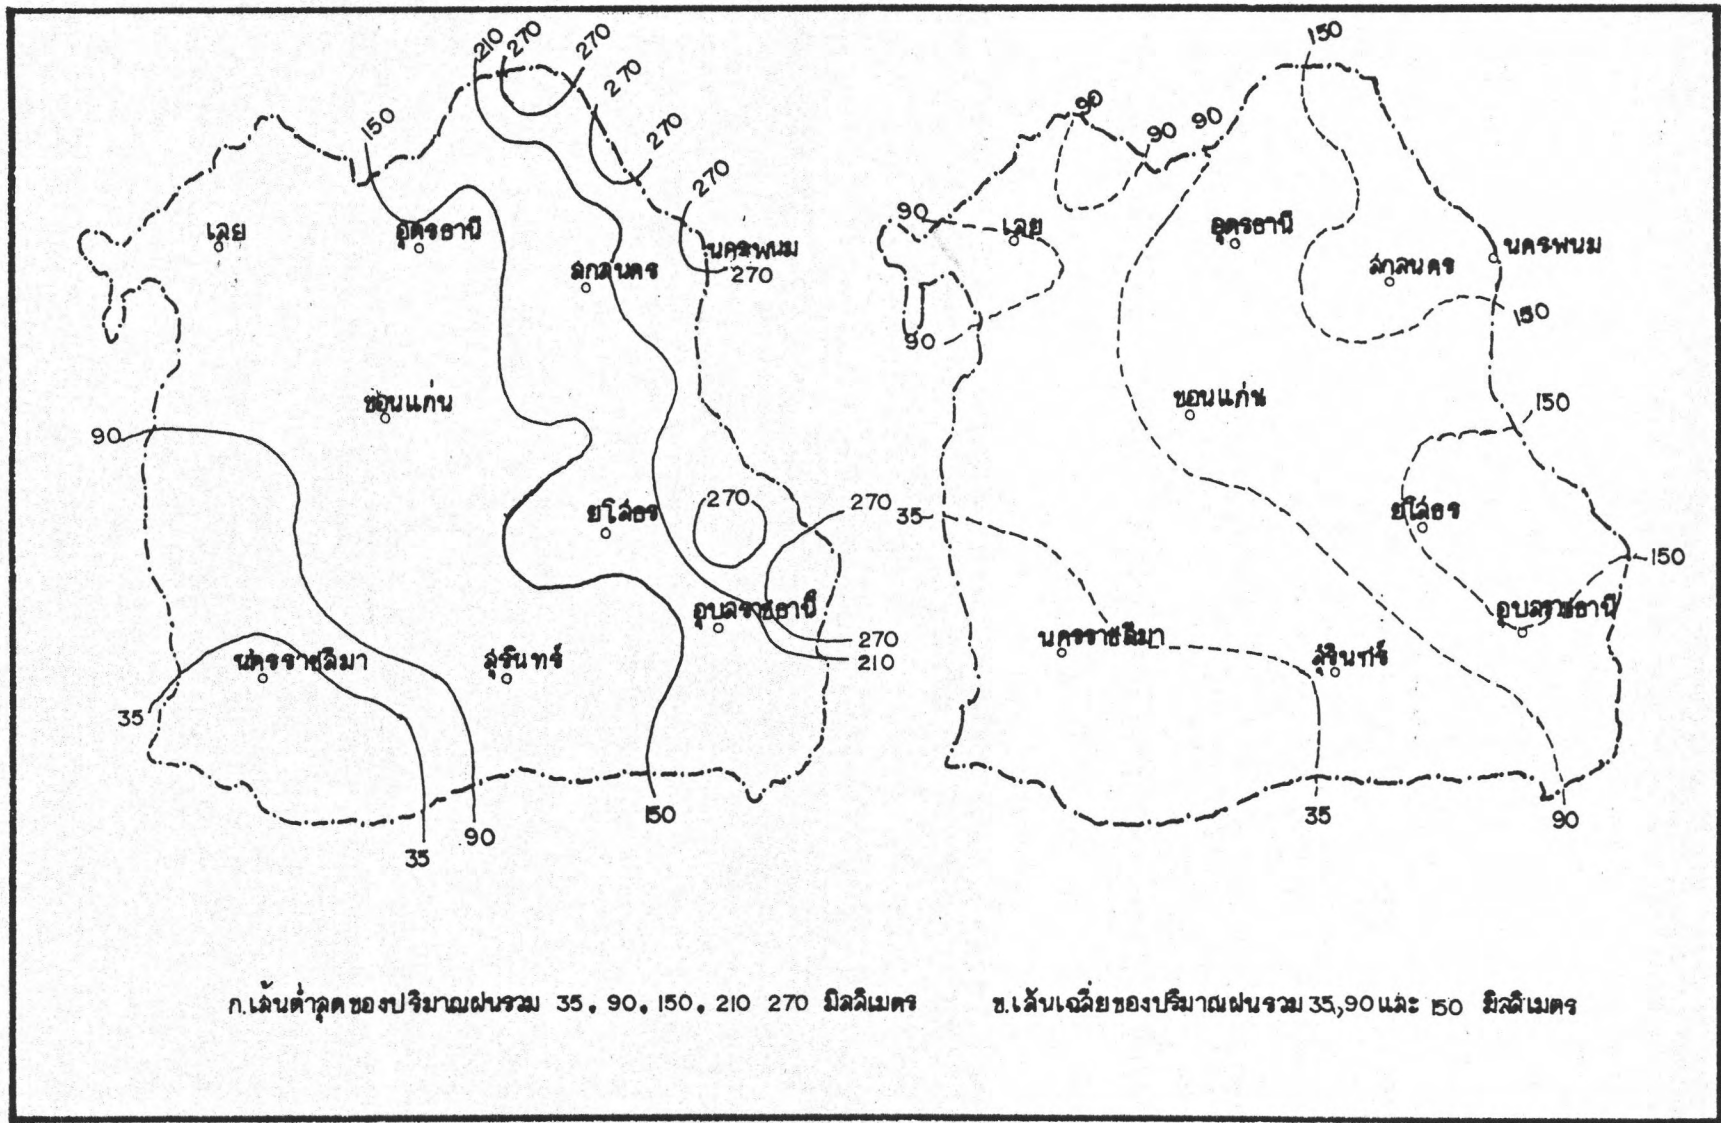 210
270
270
270
270
270
150
เลย
อุดรธานี
สกลนคร
นครพนม
270
ขอนแก่น
90
ยโสธร
270
270
อุบลราชธานี
270
210
นครราชสีมา
สุรินทร์
35
150
90
35
ก.เส้นต่ำสุดของปริมาณฝนรวม 35, 90, 150, 210 270 มิลลิเมตร
150
90
90
90
90
เลย
อุดรธานี
นครพนม
สกลนคร
150
90
ขอนแก่น
150
35
ยโสธร
150
อุบลราชธานี
นครราชสีมา
สุรินทร์
35
90
ข.เส้นเฉลี่ยของปริมาณฝนรวม 35,90 และ 150 มิลลิเมตร